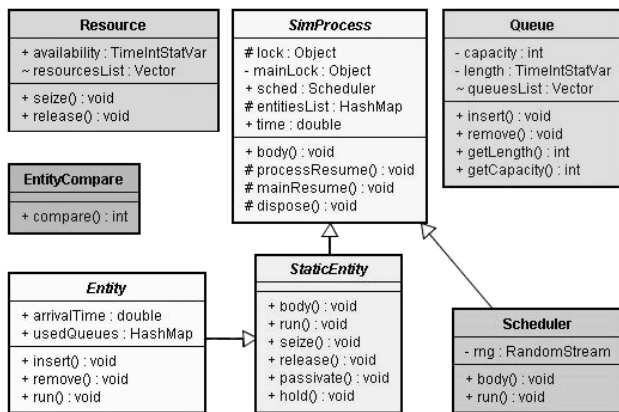 Resource
+ availability : TimeIntStatVar
~ resourcesList : Vector
+ seize() : void
+ release() : void
SimProcess
# lock : Object
- mainLock : Object
+ sched : Scheduler
# entitiesList : HashMap
+ time : double
+ body() : void
# processResume() : void
# mainResume() : void
# dispose() : void
Queue
- capacity : int
- length : TimeIntStatVar
~ queuesList : Vector
+ insert() : void
+ remove() : void
+ getLength() : int
+ getCapacity() : int
EntityCompare
+ compare() : int
Entity
+ arrivalTime : double
+ usedQueues : HashMap
+ insert() : void
+ remove() : void
+ run() : void
StaticEntity
+ body() : void
+ run() : void
+ seize() : void
+ release() : void
+ passivate() : void
+ hold() : void
Scheduler
- rng : RandomStream
+ body() : void
+ run() : void